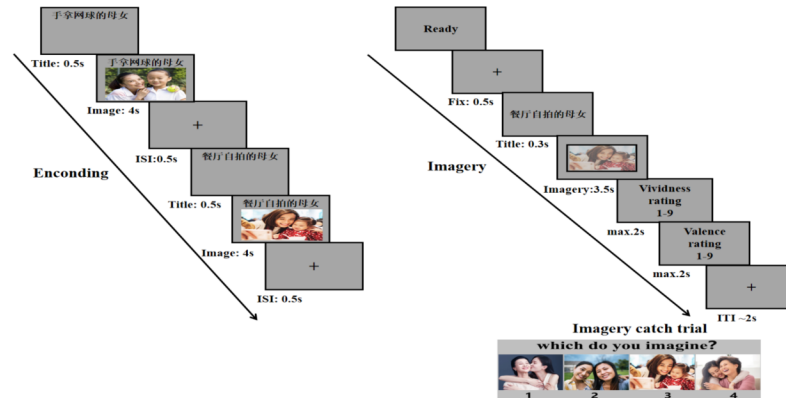 手拿网球的母女
Title: 0.5s
手拿网球的母女
Image: 4s
+
ISI:0.5s
Enconding
餐厅自拍的母女
Title: 0.5s
餐厅自拍的母女
Image: 4s
+
ISI: 0.5s
Ready
+
Fix: 0.5s
餐厅自拍的母女
Title: 0.3s
Imagery
Imagery:3.5s
Vividness
rating
1-9
max.2s
Valence
rating
1-9
max.2s
+
ITI ~2s
Imagery catch trial
which do you imagine?
1 2 3 4